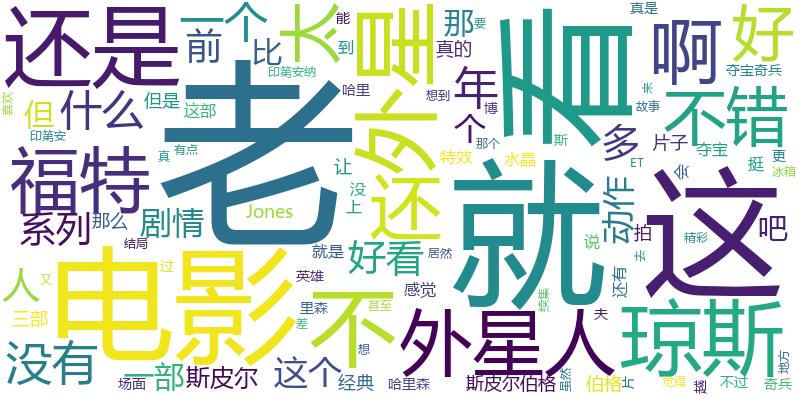 还是
一个
前
比
太
能
到
外星
那
要
真的
年
个
看
啊
真是
好
夺宝奇兵
来
喜欢
但
什么
但是
这部
印第安纳
哈里
想到
博
那个
斯
不错
故事
印第安
真
有点
老
还
特效
水晶
ET
多
片子
夺宝
更
会
挺
冰箱
福特
让
没
上
就
动作
这
系列
那么
剧情
Jones
结局
就是
好看
居然
说
拍
精彩
吧
去
还有
人
又
过
电影
英雄
感觉
三部
里森
差
不
甚至
外星人
续集
夫
琼斯
没有
一部
场面
斯皮尔
这个
经典
想
哈里森
斯皮尔伯格
虽然
伯格
片
觉得
越
不过
奇兵
地方